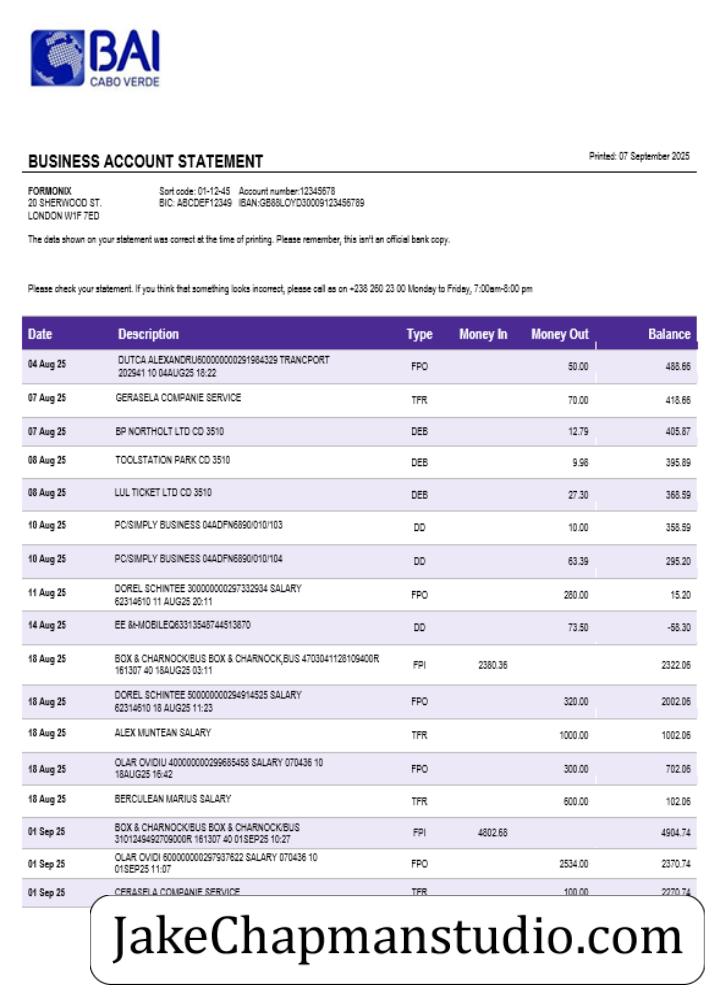 BAI
CABO VERDE
BUSINESS ACCOUNT STATEMENT
Printed: 07 September 2025
FORMONIX
20 SHERWOOD ST.
LONDON W1F 7ED
Sort code: 01-12-45 Account number:12345678
BIC: ABCDEF12349 IBAN:GB88LOYD30009123456789
The data shown on your statement was correct at the time of printing. Please remember, this isn't an official bank copy.
Please check your statement. If you think that something looks incorrect, please call as on +238 260 23 00 Monday to Friday, 7:00am-8:00 pm
Date Description Type Money In Money Out Balance
04 Aug 25 DUTCA ALEXANDRU600000000291984329 TRANCPORT
202941 10 04AUG25 18:22 FPO 50.00 488.66
07 Aug 25 GERASELA COMPANIE SERVICE TFR 70.00 418.66
07 Aug 25 BP NORTHOLT LTD CD 3510 DEB 12.79 405.87
08 Aug 25 TOOLSTATION PARK CD 3510 DEB 9.98 395.89
08 Aug 25 LUL TICKET LTD CD 3510 DEB 27.30 368.59
10 Aug 25 PC/SIMPLY BUSINESS 04ADFN6890/010/103 DD 10.00 358.59
10 Aug 25 PC/SIMPLY BUSINESS 04ADFN6890/010/104 DD 63.39 295.20
11 Aug 25 DOREL SCHINTEE 300000000297332934 SALARY
62314610 11 AUG25 20:11 FPO 280.00 15.20
14 Aug 25 EE &t-MOBILEQ63313548744513870 DD 73.50 -58.30
18 Aug 25 BOX & CHARNOCK/BUS BOX & CHARNOCK,BUS 4703041128109400R
161307 40 18AUG25 03:11 FPI 2380.36 2322.06
18 Aug 25 DOREL SCHINTEE 500000000294914525 SALARY
62314610 18 AUG25 11:23 FPO 320.00 2002.06
18 Aug 25 ALEX MUNTEAN SALARY TFR 1000.00 1002.06
18 Aug 25 OLAR OVIDIU 400000000299685458 SALARY 070436 10
18AUG25 16:42 FPO 300.00 702.06
18 Aug 25 BERCULEAN MARIUS SALARY TFR 600.00 102.06
01 Sep 25 BOX & CHARNOCK/BUS BOX & CHARNOCK/BUS
3101249492709000R 161307 40 01SEP25 10:27 FPI 4802.68 4904.74
01 Sep 25 OLAR OVIDI 600000000297937622 SALARY 070436 10
01SEP25 11:07 FPO 2534.00 2370.74
01 Sep 25 CERASELA COMPANIE SERVICE TFR 100.00 2270.74
JakeChapmanstudio.com